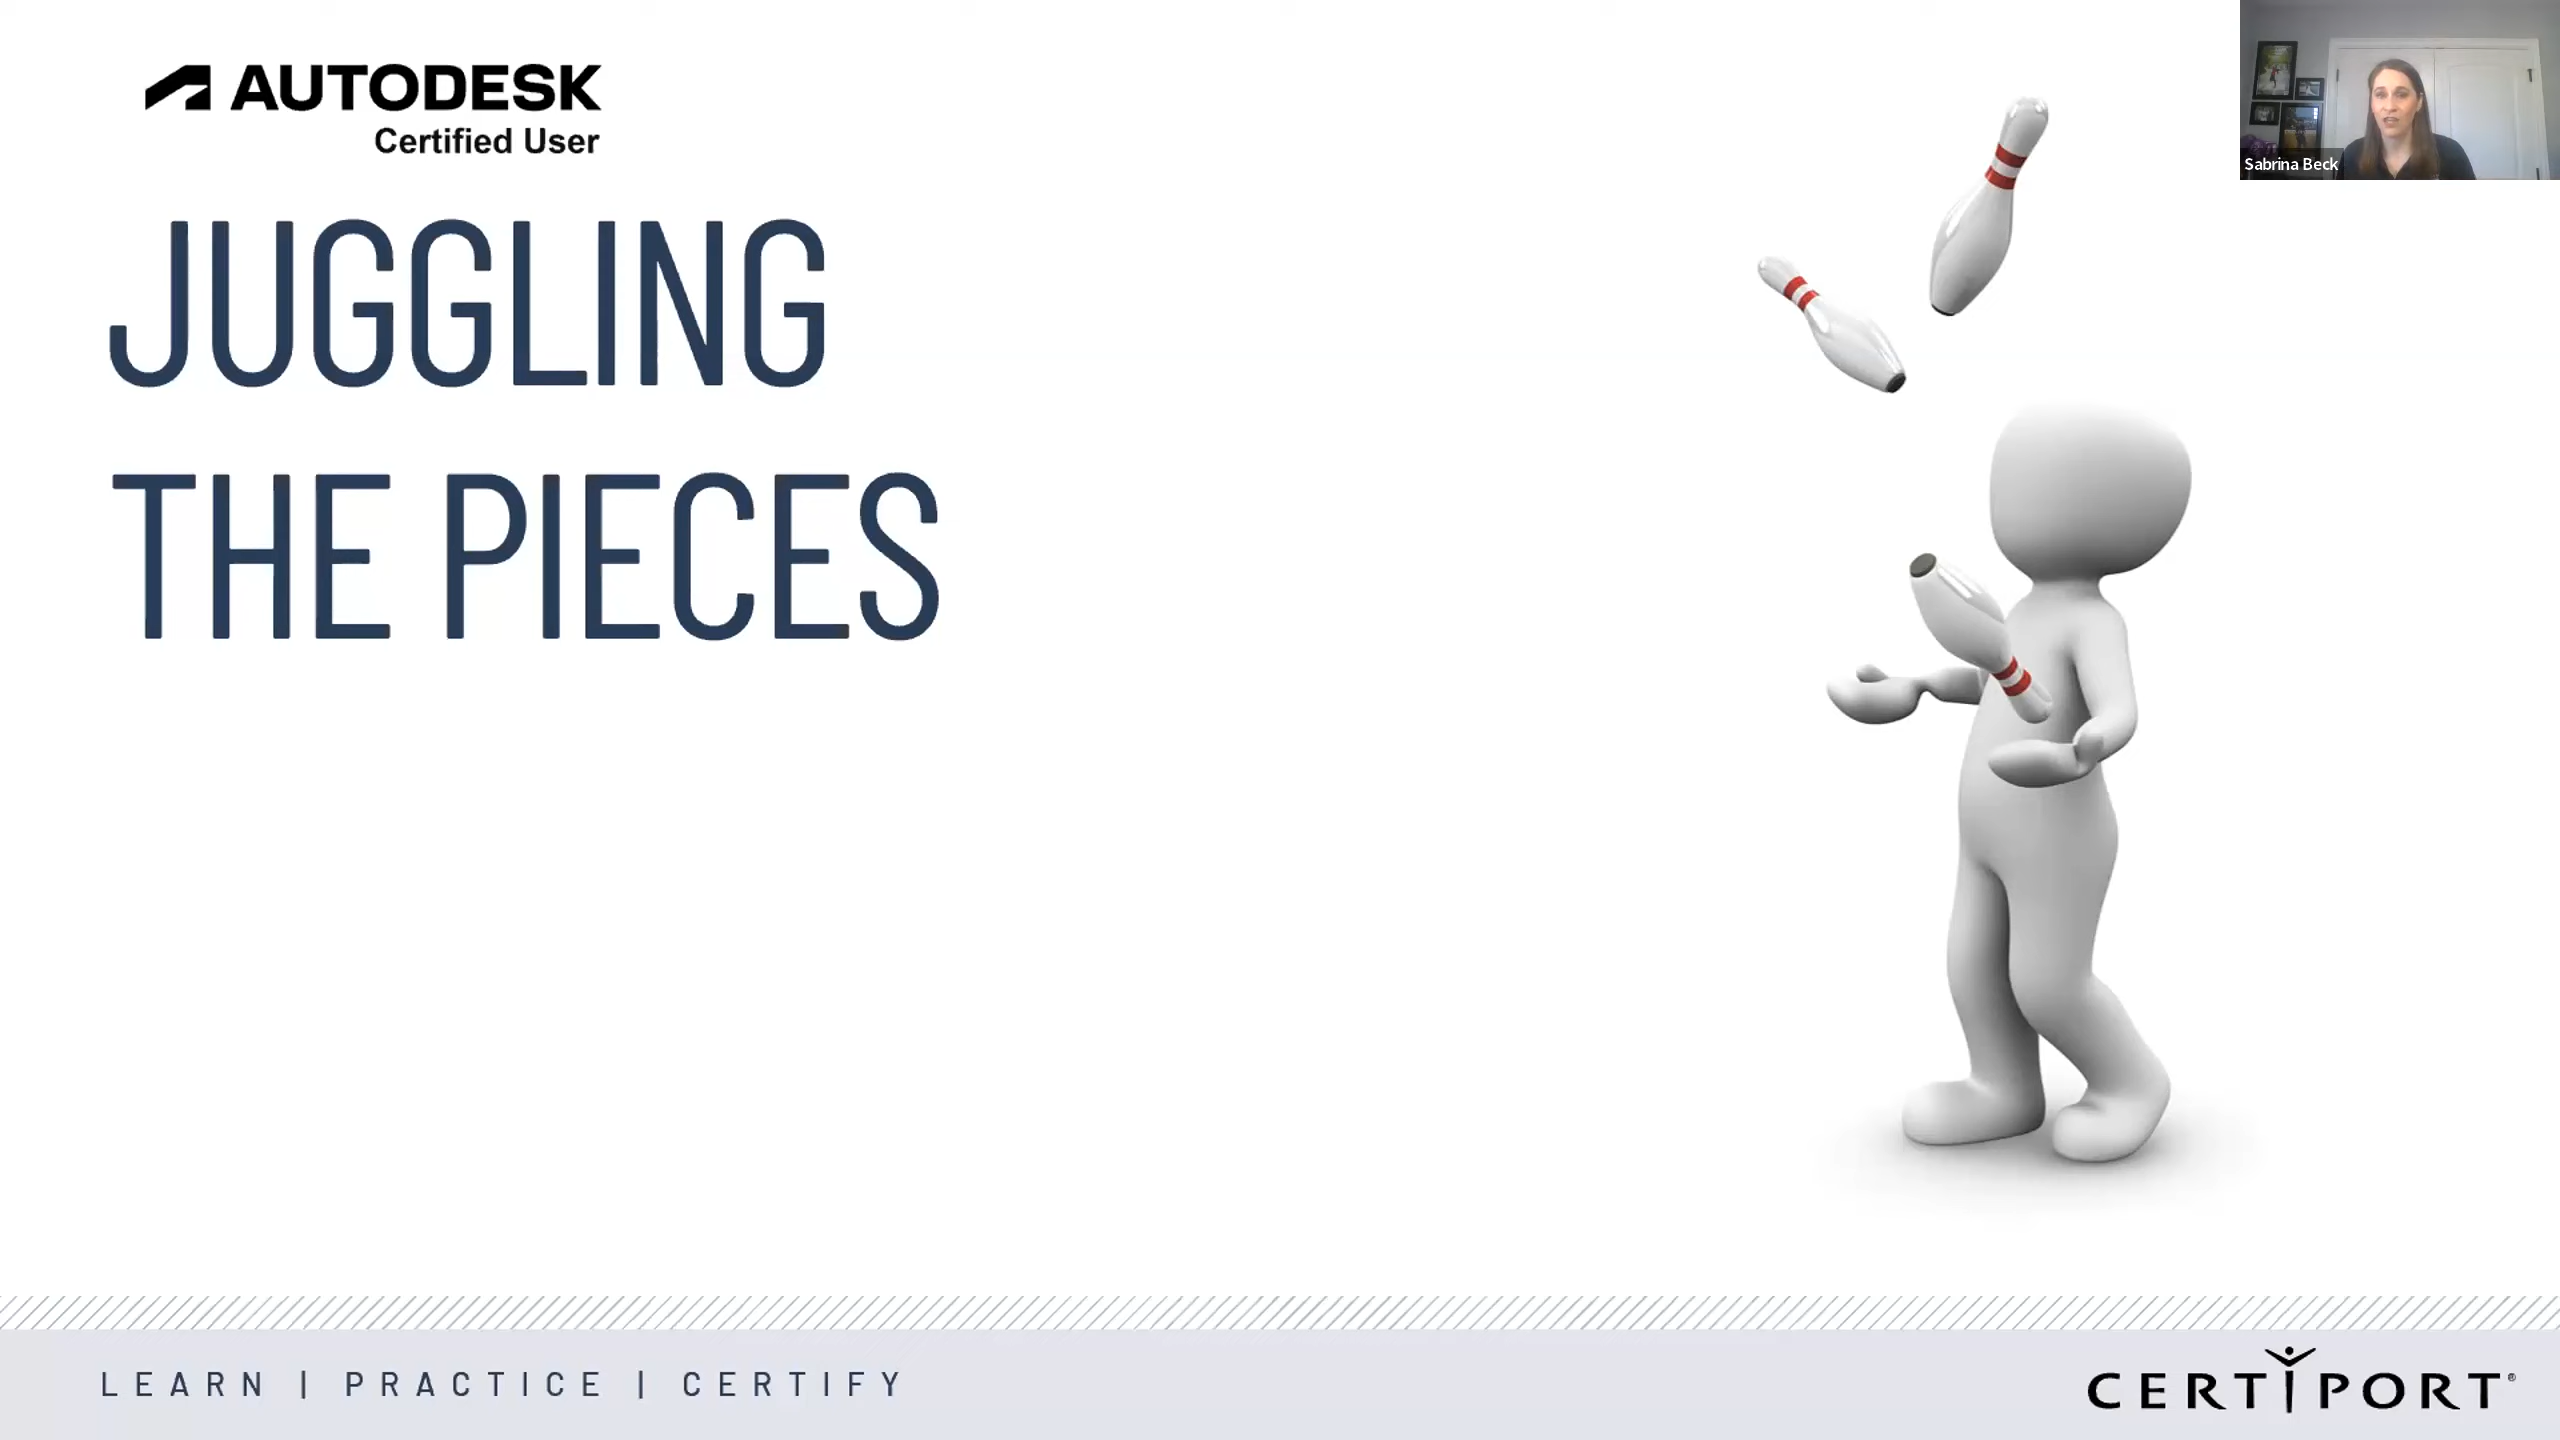 AUTODESK
Certified User
Sabrina Beck
JUGGLING
THE PIECES
LEARN | PRACTICE | CERTIFY
CERTIPORT®